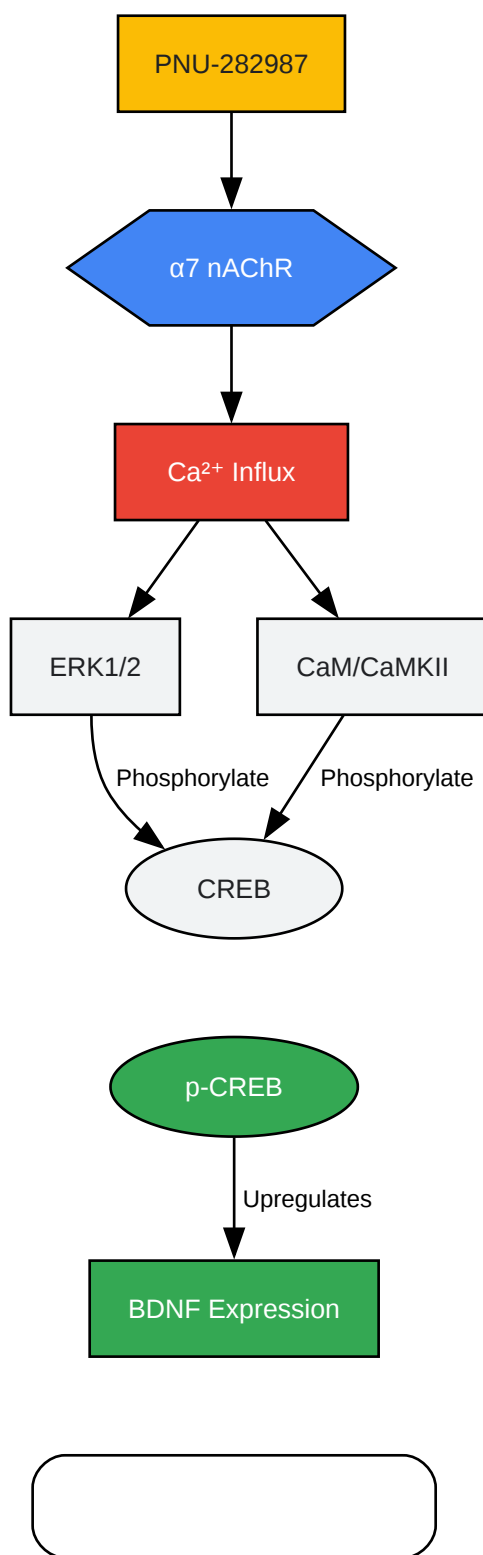 PNU-282987
α7 nAChR
Ca²⁺ Influx
ERK1/2
CaM/CaMKII
Phosphorylate
Phosphorylate
CREB
p-CREB
Upregulates
BDNF Expression